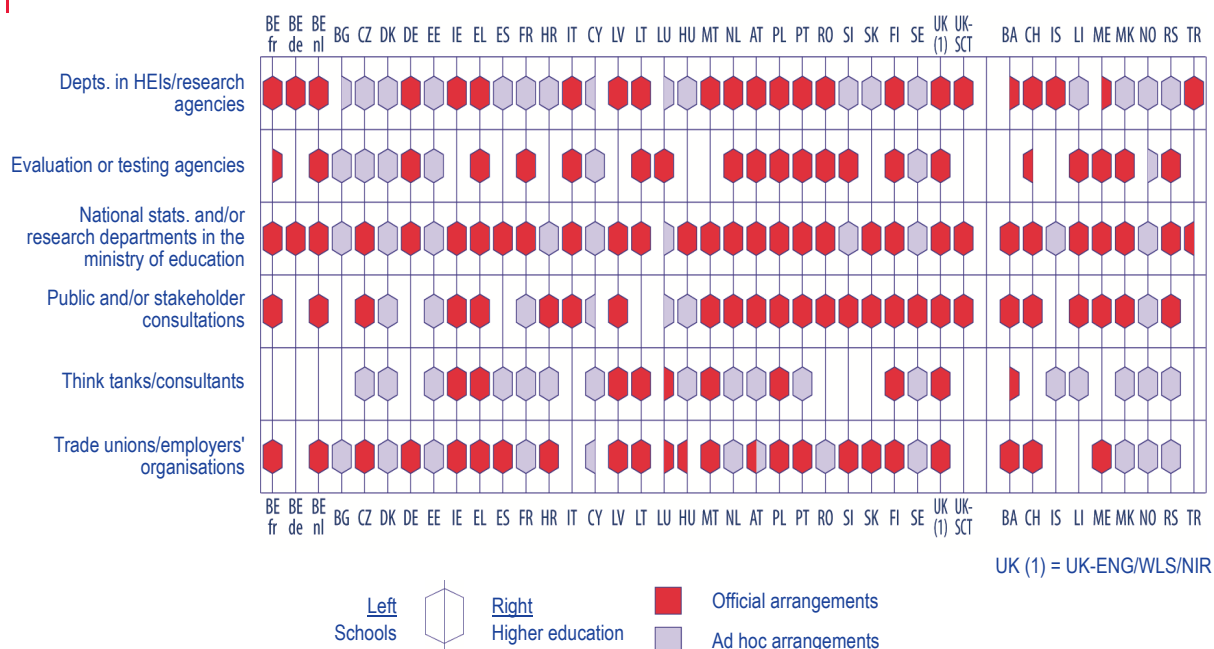 BE fr BE de BE nl BG CZ DK DE EE IE EL ES FR HR IT CY LV LT LU HU MT NL AT PL PT RO SI SK FI SE UK (1) UK-SCT BA CH IS LI ME MK NO RS TR
Depts. in HEIs/research
agencies
Evaluation or testing agencies
National stats. and/or
research departments in the
ministry of education
Public and/or stakeholder
consultations
Think tanks/consultants
Trade unions/employers'
organisations
BE fr BE de BE nl BG CZ DK DE EE IE EL ES FR HR IT CY LV LT LU HU MT NL AT PL PT RO SI SK FI SE UK (1) UK-SCT BA CH IS LI ME MK NO RS TR
UK (1) = UK-ENG/WLS/NIR
Left Right Official arrangements
Schools Higher education Ad hoc arrangements